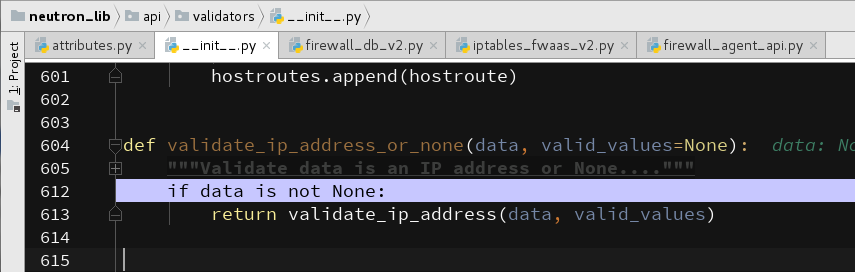 neutron_lib api validators __init__.py
1: Project
attributes.py × __init__.py × firewall_db_v2.py × iptables_fwaas_v2.py × firewall_agent_api.py ×
601 hostroutes.append(hostroute)
602
603
604 def validate_ip_address_or_none(data, valid_values=None): data: No
605 """Validate data is an IP address or None...."""
612 if data is not None:
613 return validate_ip_address(data, valid_values)
614
615